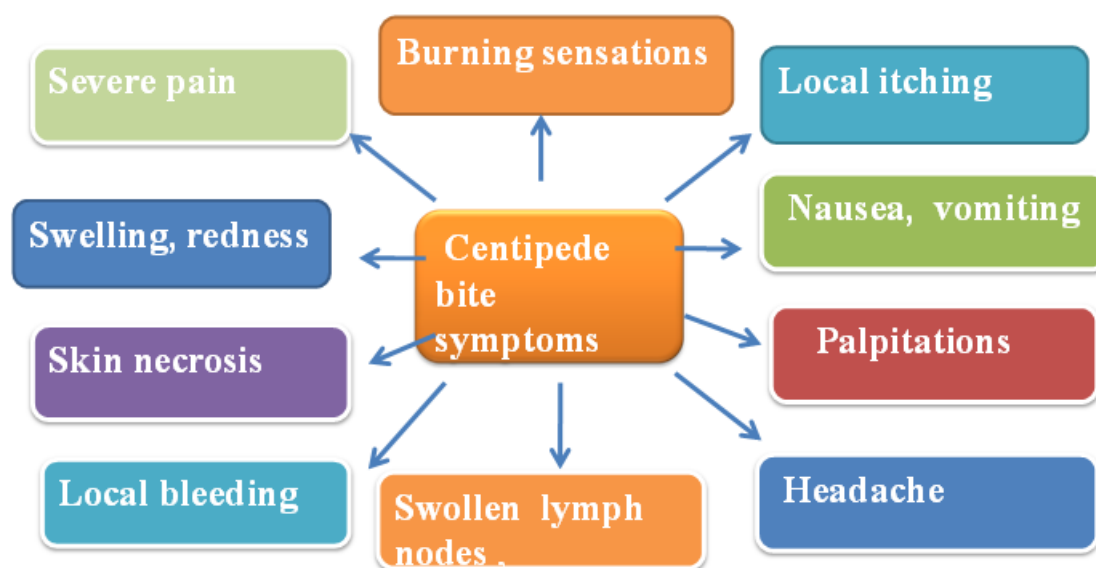 Burning sensations
Severe pain
Local itching
Nausea, vomiting
Swelling, redness
Centipede
bite
symptoms
Palpitations
Skin necrosis
Local bleeding
Headache
Swollen lymph
nodes ,